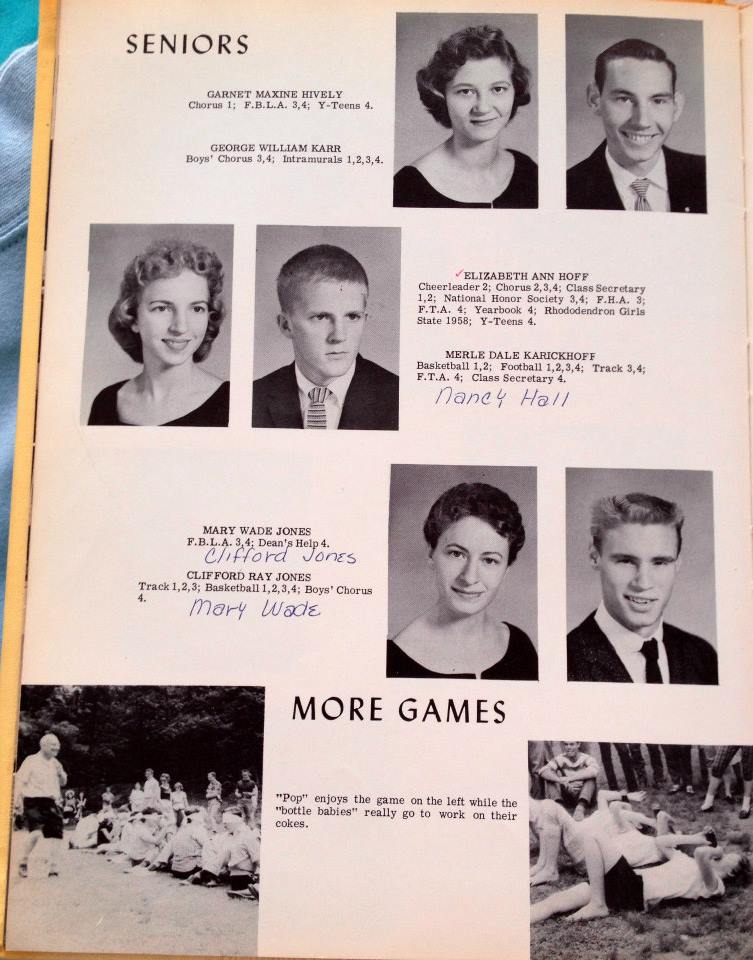 SENIORS
GARNET MAXINE HIVELY
Chorus 1; F.B.L.A. 3,4; Y-Teens 4.
GEORGE WILLIAM KARR
Boys' Chorus 3,4; Intramurals 1,2,3,4.
✓ELIZABETH ANN HOFF
Cheerleader 2; Chorus 2,3,4; Class Secretary
1,2; National Honor Society 3,4; F.H.A. 3;
F.T.A. 4; Yearbook 4; Rhododendron Girls
State 1958; Y-Teens 4.
MERLE DALE KARICKHOFF
Basketball 1,2; Football 1,2,3,4; Track 3,4;
F.T.A. 4; Class Secretary 4.
Nancy Hall
MARY WADE JONES
F.B.L.A. 3,4; Dean's Help 4.
Clifford Jones
CLIFFORD RAY JONES
Track 1,2,3; Basketball 1,2,3,4; Boys' Chorus
4.
Mary Wade
MORE GAMES
"Pop" enjoys the game on the left while the
"bottle babies" really go to work on their
cokes.